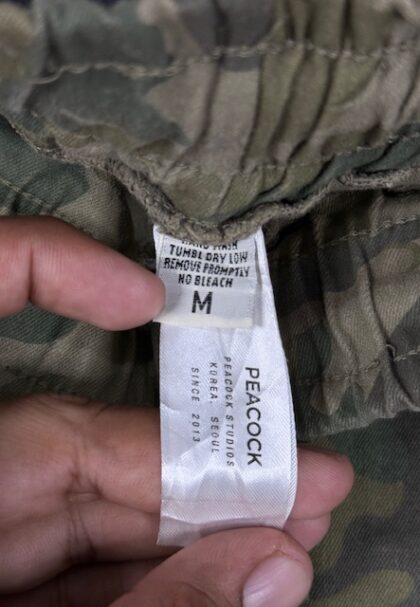 HAND WASH
TUMBL DRY LOW
REMOVE PROMPTLY
NO BLEACH
M
PEACOCK
PEACOCK STUDIOS
KOREA. SEOUL
SINCE 2013